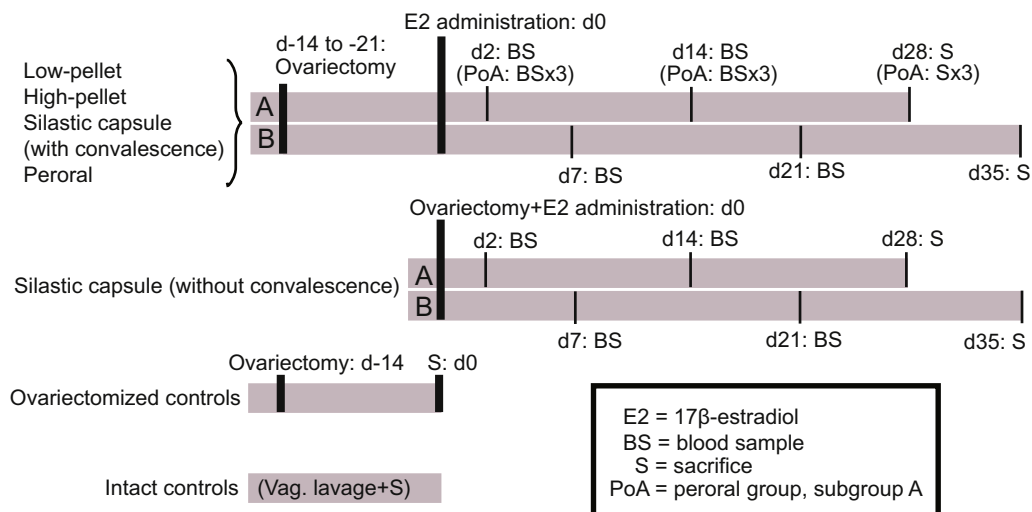 E2 administration: d0
d-14 to -21:
Ovariectomy
d2: BS
(PoA: BSx3)
d14: BS
(PoA: BSx3)
d28: S
(PoA: Sx3)
Low-pellet
High-pellet
Silastic capsule
(with convalescence)
Peroral
A
B
d7: BS
d21: BS
d35: S
Ovariectomy+E2 administration: d0
d2: BS
d14: BS
d28: S
Silastic capsule (without convalescence)
A
B
d7: BS
d21: BS
d35: S
Ovariectomy: d-14
S: d0
Ovariectomized controls
Intact controls
(Vag. lavage+S)
E2 = 17β-estradiol
BS = blood sample
S = sacrifice
PoA = peroral group, subgroup A